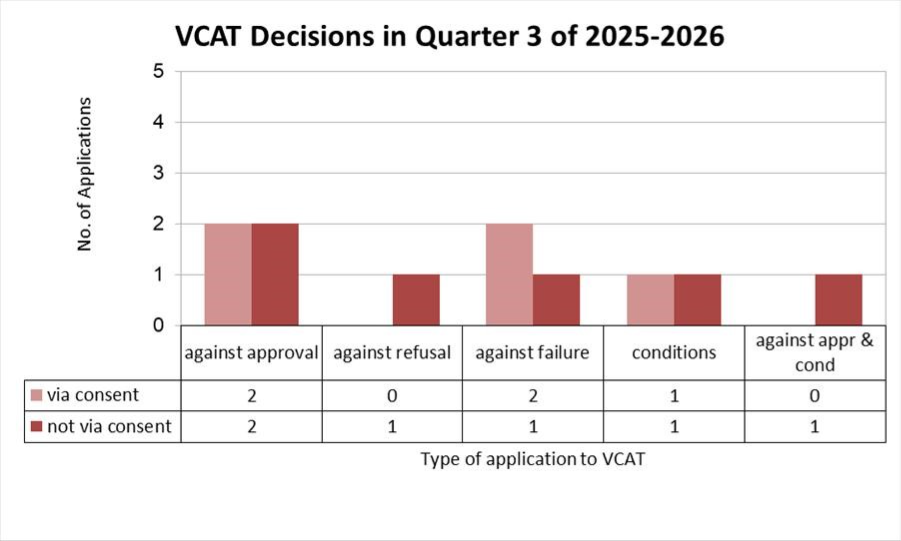 VCAT Decisions in Quarter 3 of 2025-2026
No. of Applications
5
4
3
2
1
0
against approval against refusal against failure conditions against appr &
cond
via consent 2 0 2 1 0
not via consent 2 1 1 1 1
Type of application to VCAT